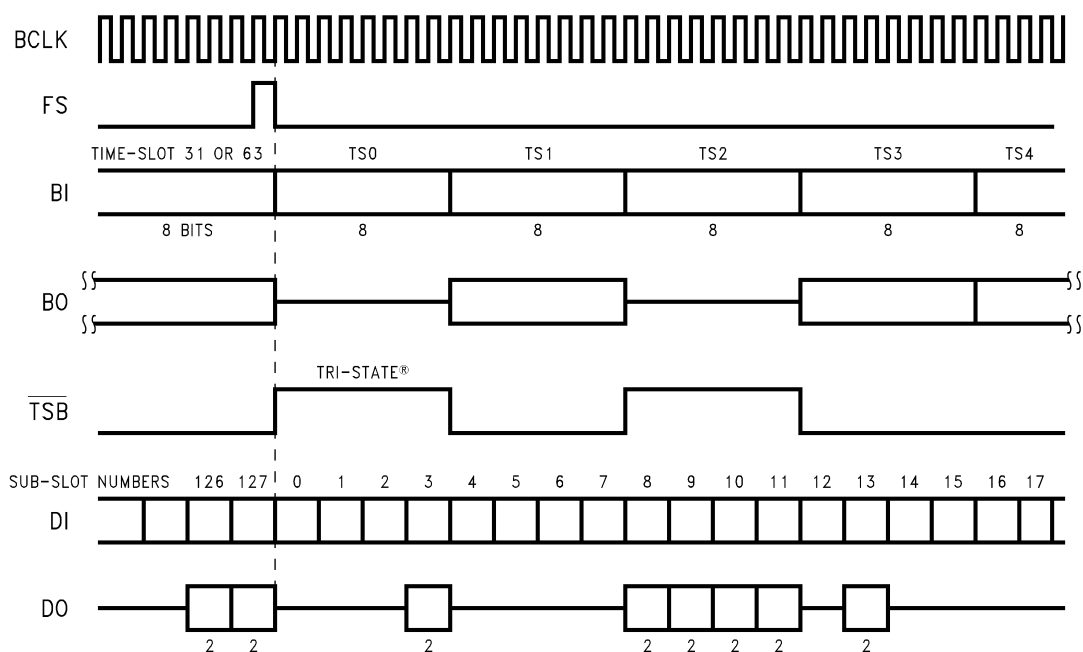 BCLK
FS
TIME-SLOT 31 OR 63 TS0 TS1 TS2 TS3 TS4
BI
8 BITS 8 8 8 8 8
BO
TRI-STATE®
TSB
SUB-SLOT NUMBERS 126 127 0 1 2 3 4 5 6 7 8 9 10 11 12 13 14 15 16 17
DI
DO
2 2 2 2 2 2 2 2